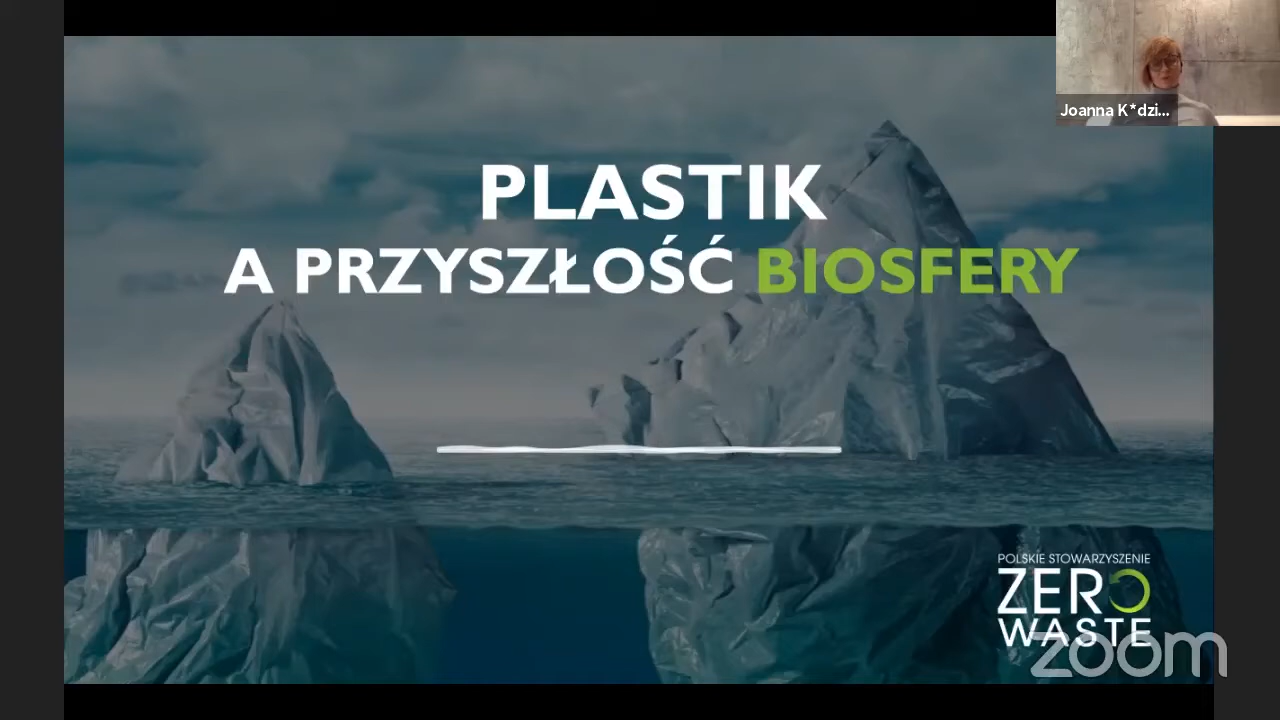 PLASTIK
A PRZYSZŁOŚĆ BIOSFERY
Joanna K*dzi...
POLSKIE STOWARZYSZENIE
ZERO
WASTE
zoom